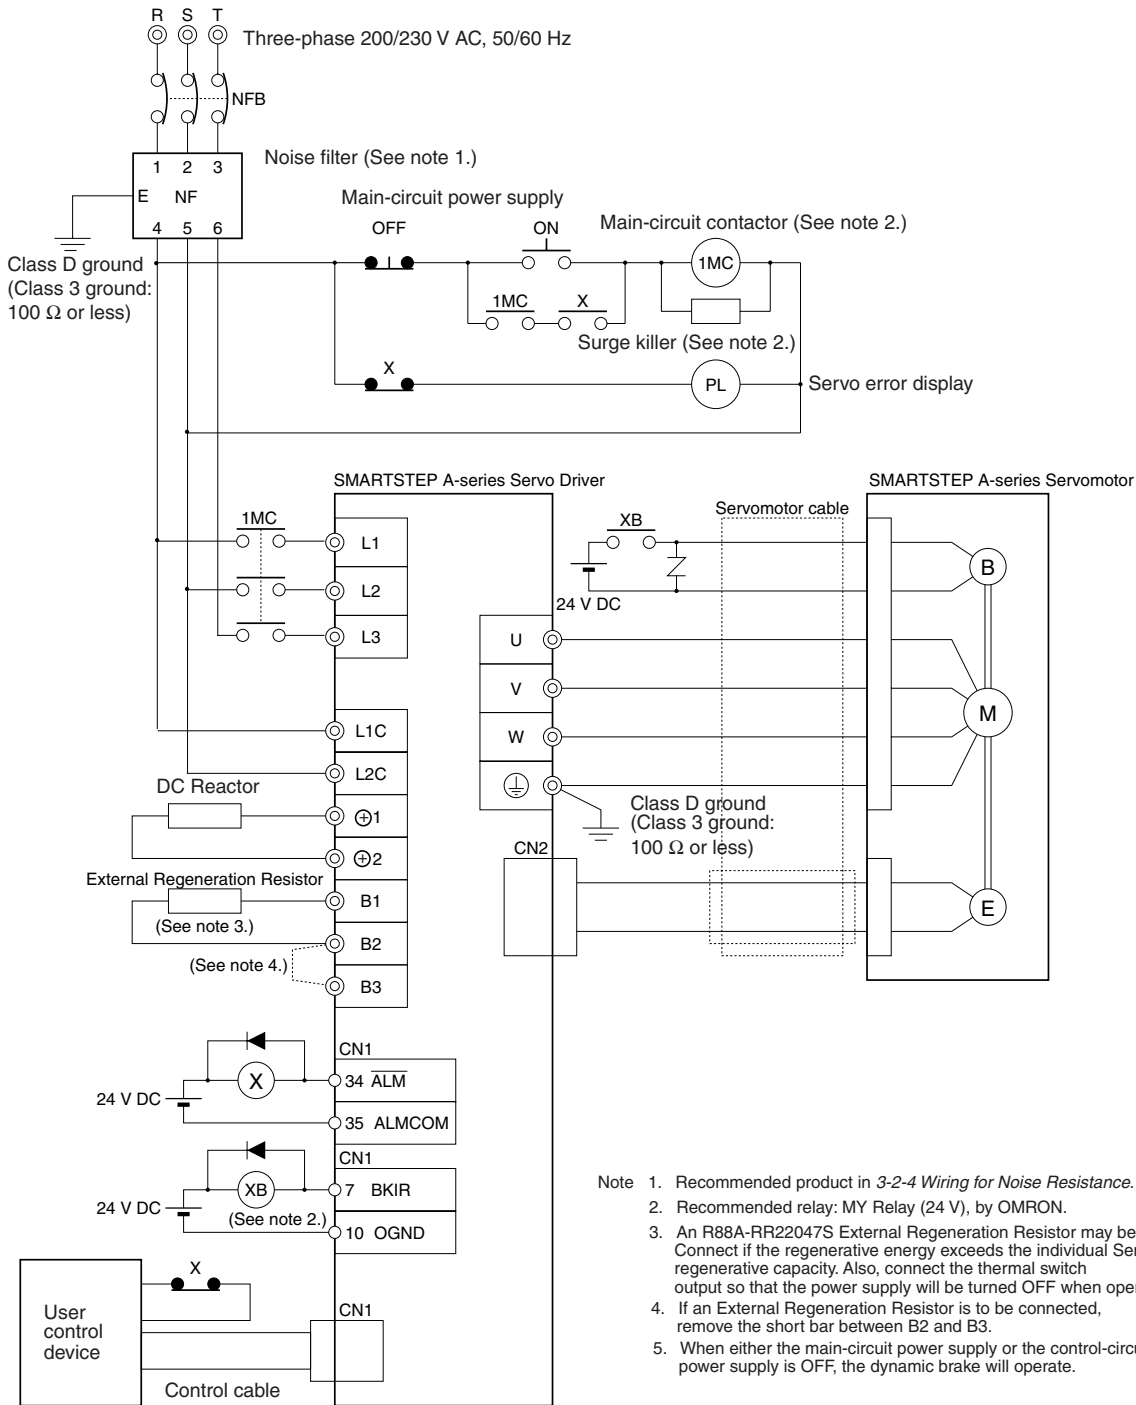 R S T
Three-phase 200/230 V AC, 50/60 Hz
NFB
1 2 3
Noise filter (See note 1.)
E NF
4 5 6
Class D ground
(Class 3 ground:
100 Ω or less)
Main-circuit power supply
OFF
ON
Main-circuit contactor (See note 2.)
1MC
1MC X
Surge killer (See note 2.)
X
PL
Servo error display
SMARTSTEP A-series Servo Driver
SMARTSTEP A-series Servomotor
1MC
L1
L2
L3
XB
24 V DC
Servomotor cable
B
U
V
W
M
L1C
L2C
DC Reactor
⊕1
⊕2
Class D ground
(Class 3 ground:
100 Ω or less)
CN2
External Regeneration Resistor
(See note 3.)
B1
B2
(See note 4.)
B3
E
CN1
X
34 A̅L̅M̅
24 V DC
35 ALMCOM
CN1
XB
7 BKIR
24 V DC
(See note 2.)
10 OGND
X
User
control
device
CN1
Control cable
Note 1. Recommended product in 3-2-4 Wiring for Noise Resistance.
2. Recommended relay: MY Relay (24 V), by OMRON.
3. An R88A-RR22047S External Regeneration Resistor may be
Connect if the regenerative energy exceeds the individual Ser
regenerative capacity. Also, connect the thermal switch
output so that the power supply will be turned OFF when oper
4. If an External Regeneration Resistor is to be connected,
remove the short bar between B2 and B3.
5. When either the main-circuit power supply or the control-circu
power supply is OFF, the dynamic brake will operate.